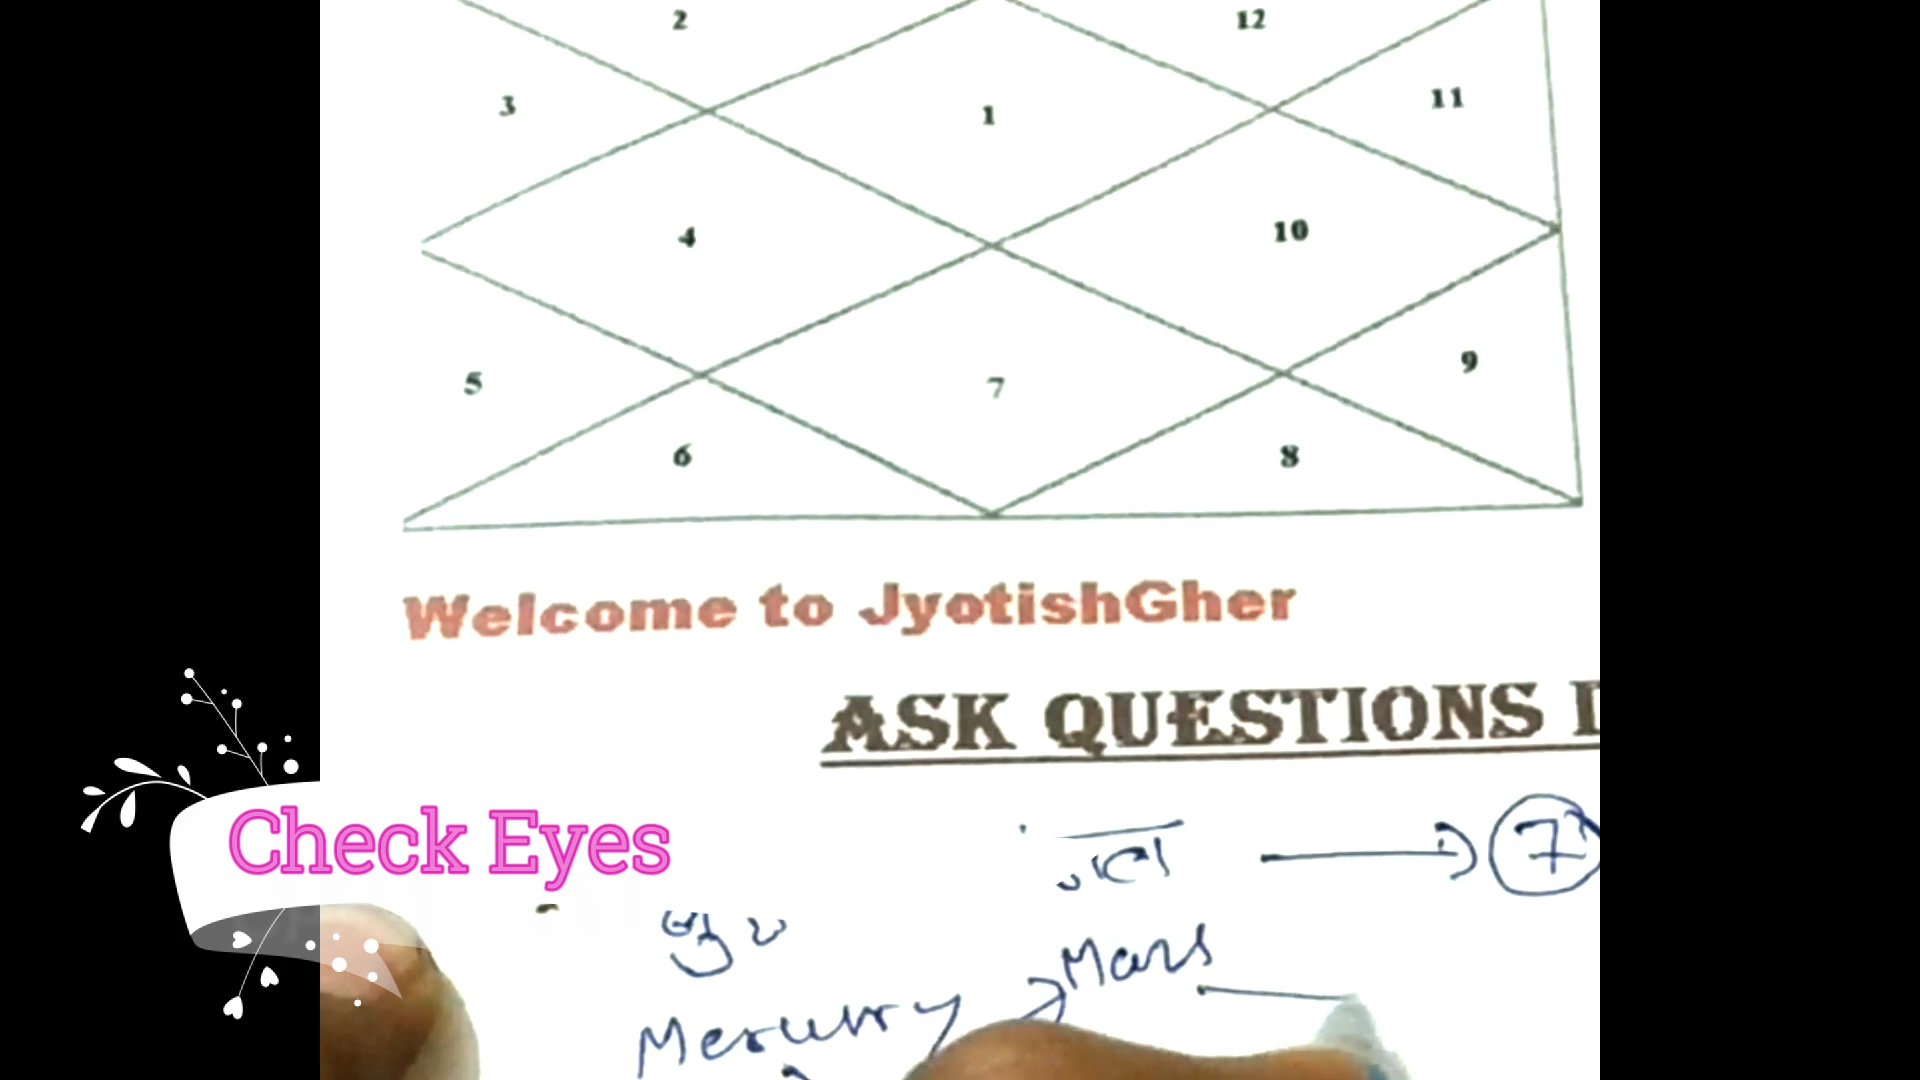 2 12
3 1 11
4 10
5 7 9
6 8
Welcome to JyotishGher
ASK QUESTIONS
Check Eyes
7
Mars
Mercury